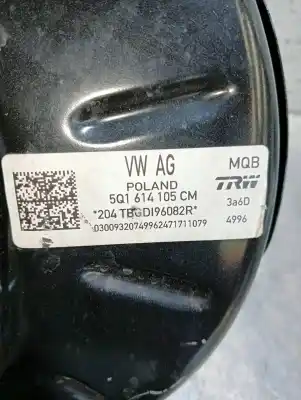 VW AG
MQB
POLAND
TRW
5Q1 614 105 CM
3a6D
*204 TBGDI96082R*
4996
03009320749962471711079